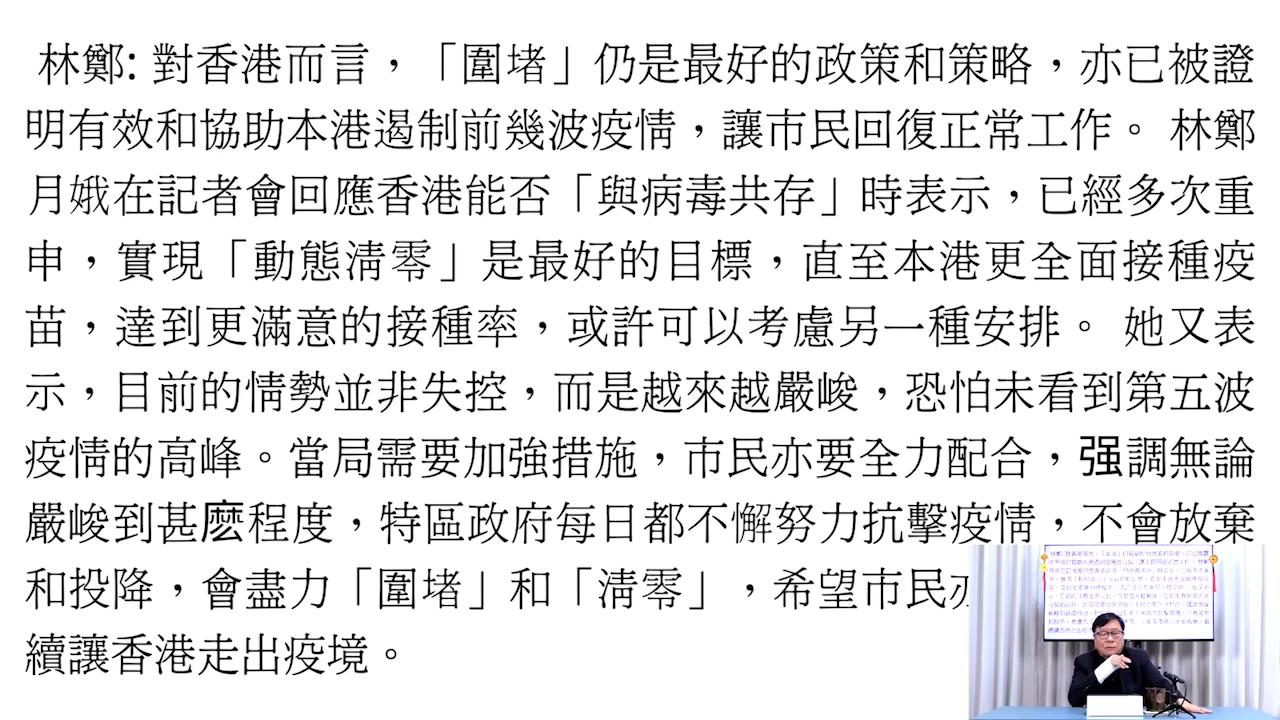 林鄭: 對香港而言，「圍堵」仍是最好的政策和策略，亦已被證
明有效和協助本港遏制前幾波疫情，讓市民回復正常工作。 林鄭
月娥在記者會回應香港能否「與病毒共存」時表示，已經多次重
申，實現「動態清零」是最好的目標，直至本港更全面接種疫
苗，達到更滿意的接種率，或許可以考慮另一種安排。 她又表
示，目前的情勢並非失控，而是越來越嚴峻，恐怕未看到第五波
疫情的高峰。當局需要加強措施，市民亦要全力配合，强調無論
嚴峻到甚麽程度，特區政府每日都不懈努力抗擊疫情，不會放棄
和投降，會盡力「圍堵」和「清零」，希望市民亦
續讓香港走出疫境。